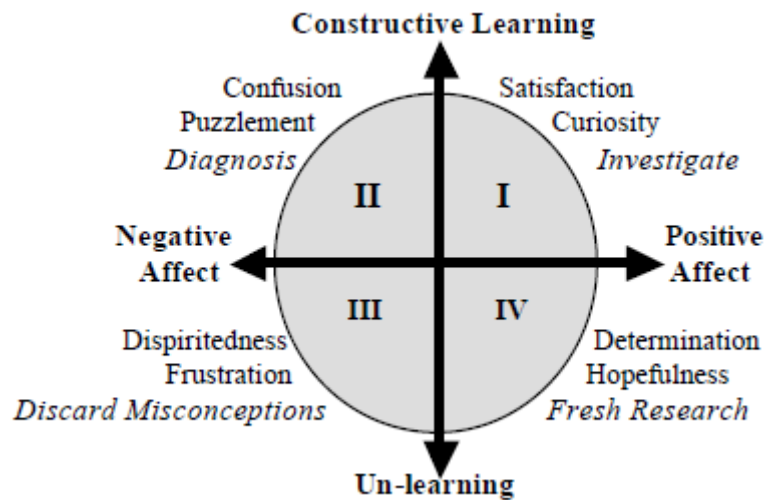 Constructive Learning
Confusion
Puzzlement
Diagnosis
Satisfaction
Curiosity
Investigate
II
I
Negative
Affect
Positive
Affect
III
IV
Dispiritedness
Frustration
Discard Misconceptions
Determination
Hopefulness
Fresh Research
Un-learning